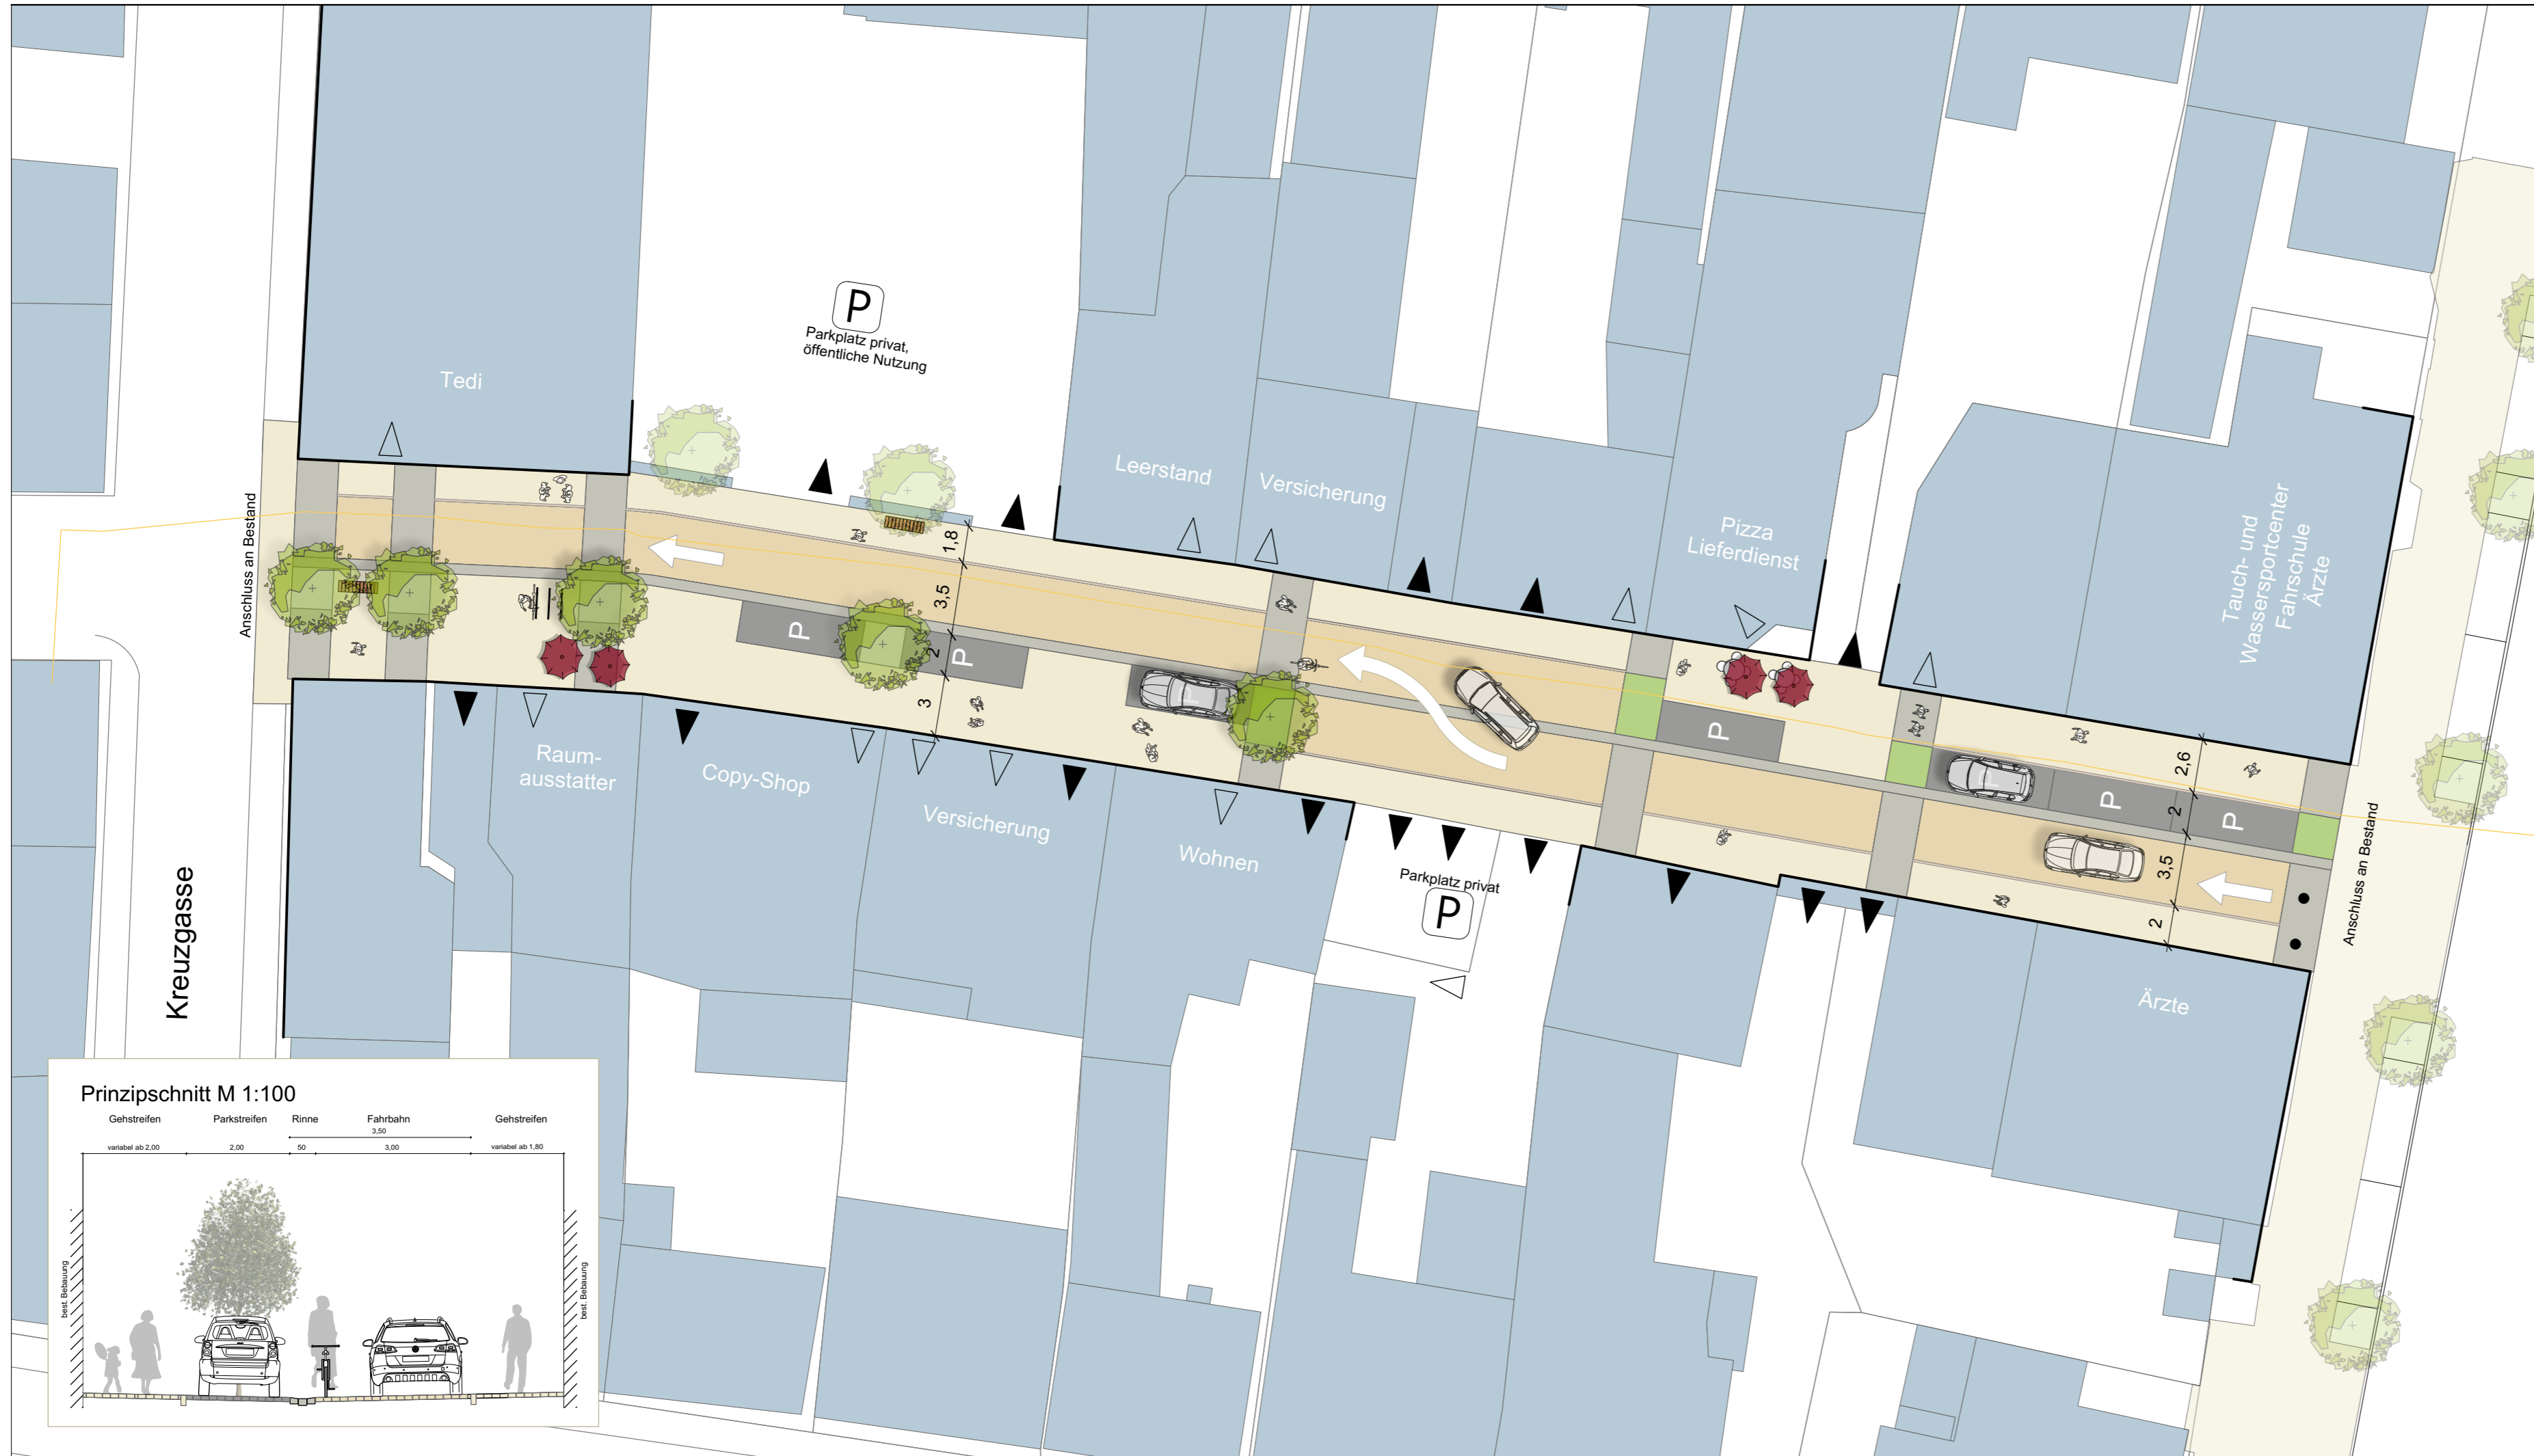 P
Parkplatz privat,
öffentliche Nutzung
Tedi
Leerstand
Versicherung
Pizza
Lieferdienst
Tauch- und
Wassersportcenter
Fahrschule
Ärzte
Anschluss an Bestand
1,8
3,5
2
3
P
P
P
P
P
P
P
2,6
2
3,5
2
Anschluss an Bestand
Raum-
ausstatter
Copy-Shop
Versicherung
Wohnen
Parkplatz privat
P
Ärzte
Kreuzgasse
Prinzipschnitt M 1:100
Gehstreifen Parkstreifen Rinne Fahrbahn Gehstreifen
3,50
variabel ab 2,00 2,00 50 3,00 variabel ab 1,80
best. Bebauung
best. Bebauung